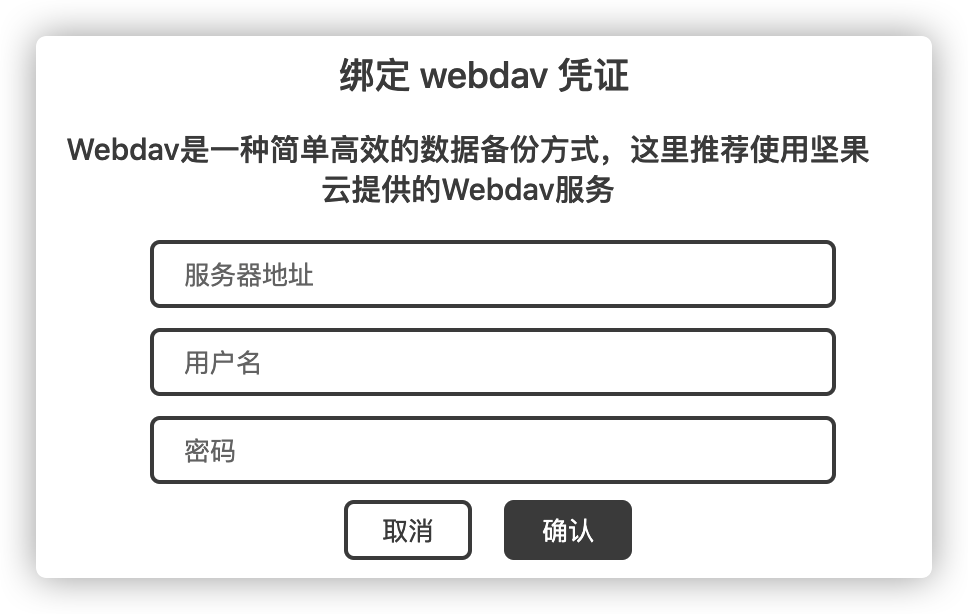 绑定 webdav 凭证
Webdav是一种简单高效的数据备份方式，这里推荐使用坚果
云提供的Webdav服务
服务器地址
用户名
密码
取消 确认